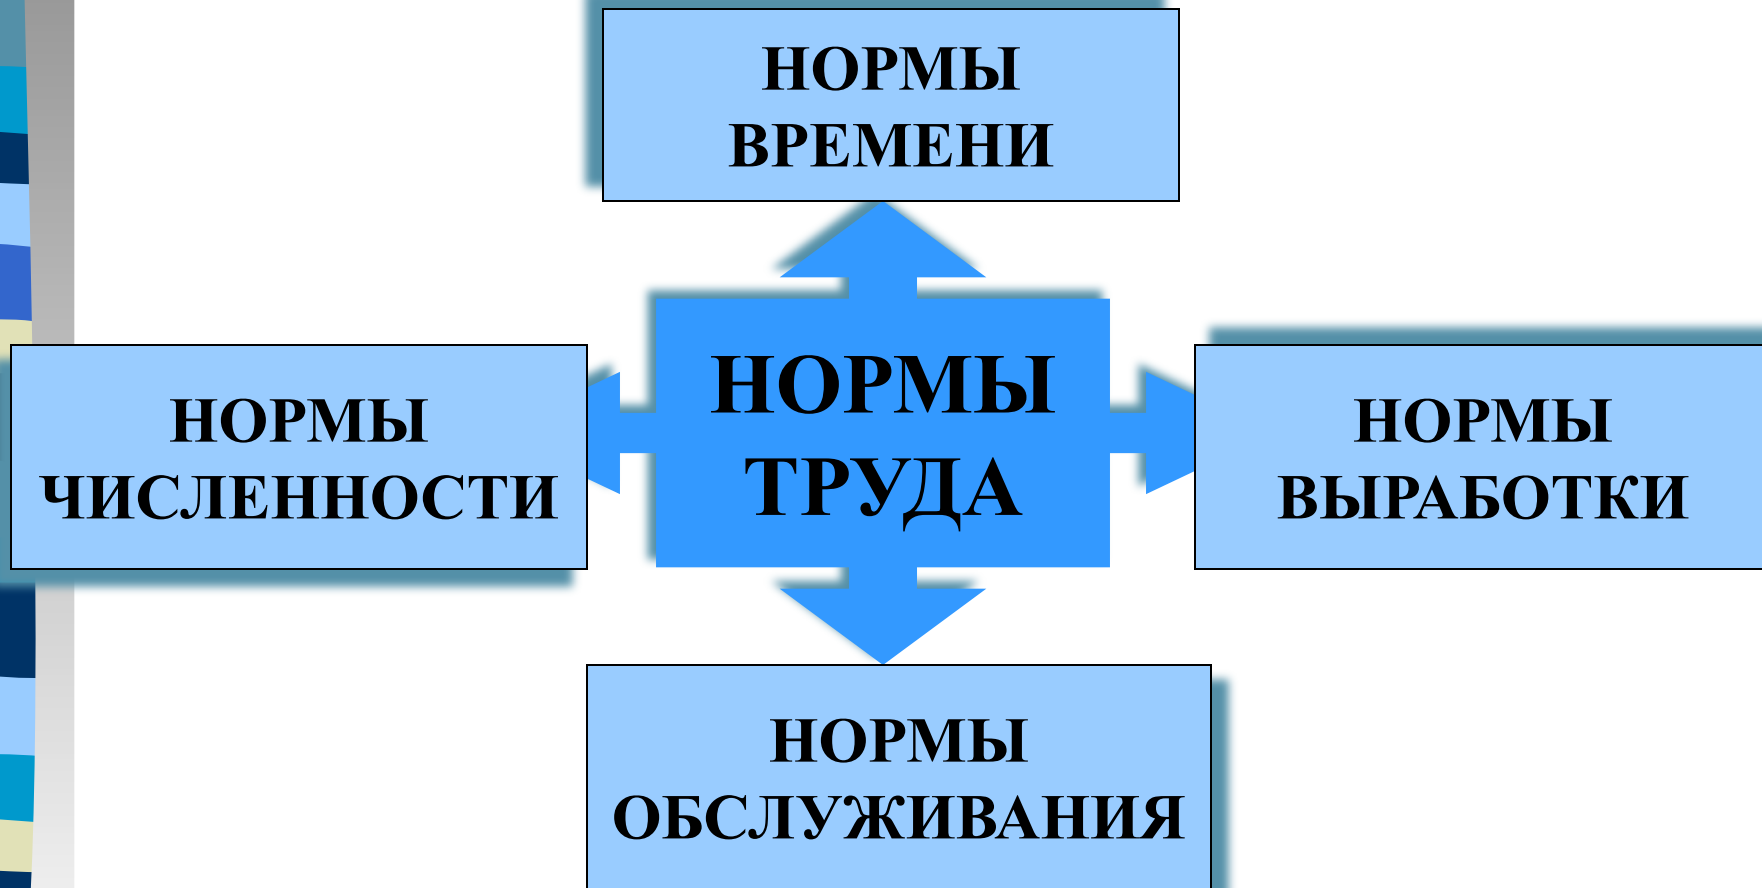 НОРМЫ
ВРЕМЕНИ
НОРМЫ
ЧИСЛЕННОСТИ
НОРМЫ
ТРУДА
НОРМЫ
ВЫРАБОТКИ
НОРМЫ
ОБСЛУЖИВАНИЯ